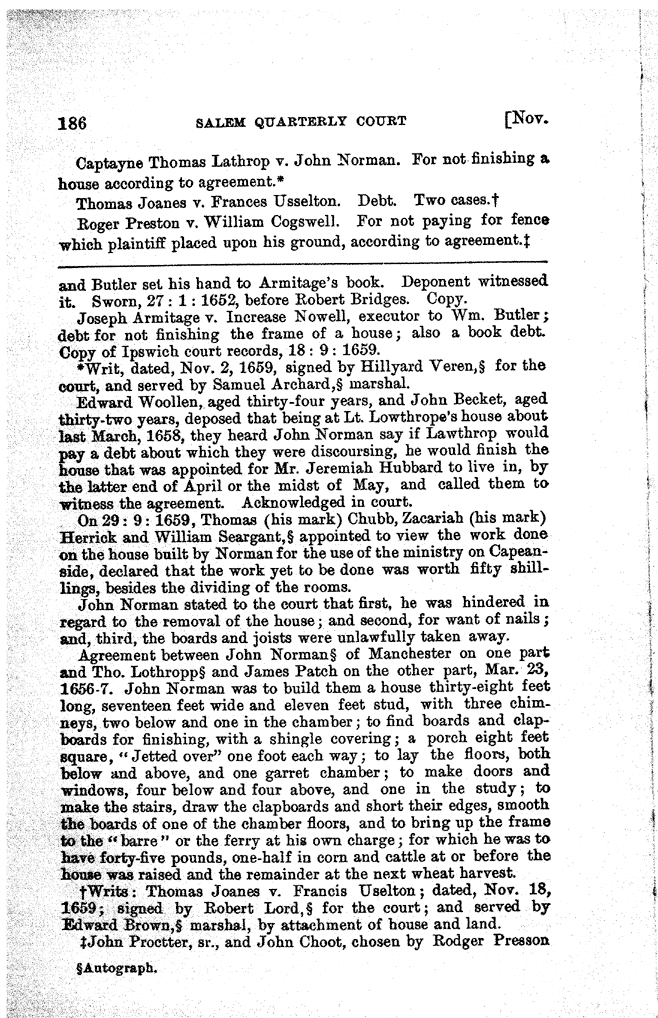 186 SALEM QUARTERLY COURT [Nov.
Captayne Thomas Lathrop v. John Norman. For not finishing a
house according to agreement.*
Thomas Joanes v. Frances Usselton. Debt. Two cases.†
Roger Preston v. William Cogswell. For not paying for fence
which plaintiff placed upon his ground, according to agreement.‡
and Butler set his hand to Armitage's book. Deponent witnessed
it. Sworn, 27 : 1 : 1652, before Robert Bridges. Copy.
Joseph Armitage v. Increase Nowell, executor to Wm. Butler;
debt for not finishing the frame of a house; also a book debt.
Copy of Ipswich court records, 18 : 9 : 1659.
*Writ, dated, Nov. 2, 1659, signed by Hillyard Veren,§ for the
court, and served by Samuel Archard,§ marshal.
Edward Woollen, aged thirty-four years, and John Becket, aged
thirty-two years, deposed that being at Lt. Lowthrope's house about
last March, 1658, they heard John Norman say if Lawthrop would
pay a debt about which they were discoursing, he would finish the
house that was appointed for Mr. Jeremiah Hubbard to live in, by
the latter end of April or the midst of May, and called them to
witness the agreement. Acknowledged in court.
On 29 : 9 : 1659, Thomas (his mark) Chubb, Zacariah (his mark)
Herrick and William Seargant,§ appointed to view the work done
on the house built by Norman for the use of the ministry on Capean-
side, declared that the work yet to be done was worth fifty shill-
lings, besides the dividing of the rooms.
John Norman stated to the court that first, he was hindered in
regard to the removal of the house; and second, for want of nails;
and, third, the boards and joists were unlawfully taken away.
Agreement between John Norman§ of Manchester on one part
and Tho. Lothropp§ and James Patch on the other part, Mar. 23,
1656-7. John Norman was to build them a house thirty-eight feet
long, seventeen feet wide and eleven feet stud, with three chim-
neys, two below and one in the chamber; to find boards and clap-
boards for finishing, with a shingle covering; a porch eight feet
square, "Jetted over" one foot each way; to lay the floors, both
below and above, and one garret chamber; to make doors and
windows, four below and four above, and one in the study; to
make the stairs, draw the clapboards and short their edges, smooth
the boards of one of the chamber floors, and to bring up the frame
to the "barre" or the ferry at his own charge; for which he was to
have forty-five pounds, one-half in corn and cattle at or before the
house was raised and the remainder at the next wheat harvest.
†Writs: Thomas Joanes v. Francis Uselton; dated, Nov. 18,
1659; signed by Robert Lord,§ for the court; and served by
Edward Brown,§ marshal, by attachment of house and land.
‡John Proctter, sr., and John Choot, chosen by Rodger Presson
§Autograph.